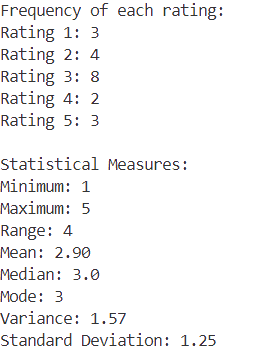 Frequency of each rating:
Rating 1: 3
Rating 2: 4
Rating 3: 8
Rating 4: 2
Rating 5: 3

Statistical Measures:
Minimum: 1
Maximum: 5
Range: 4
Mean: 2.90
Median: 3.0
Mode: 3
Variance: 1.57
Standard Deviation: 1.25